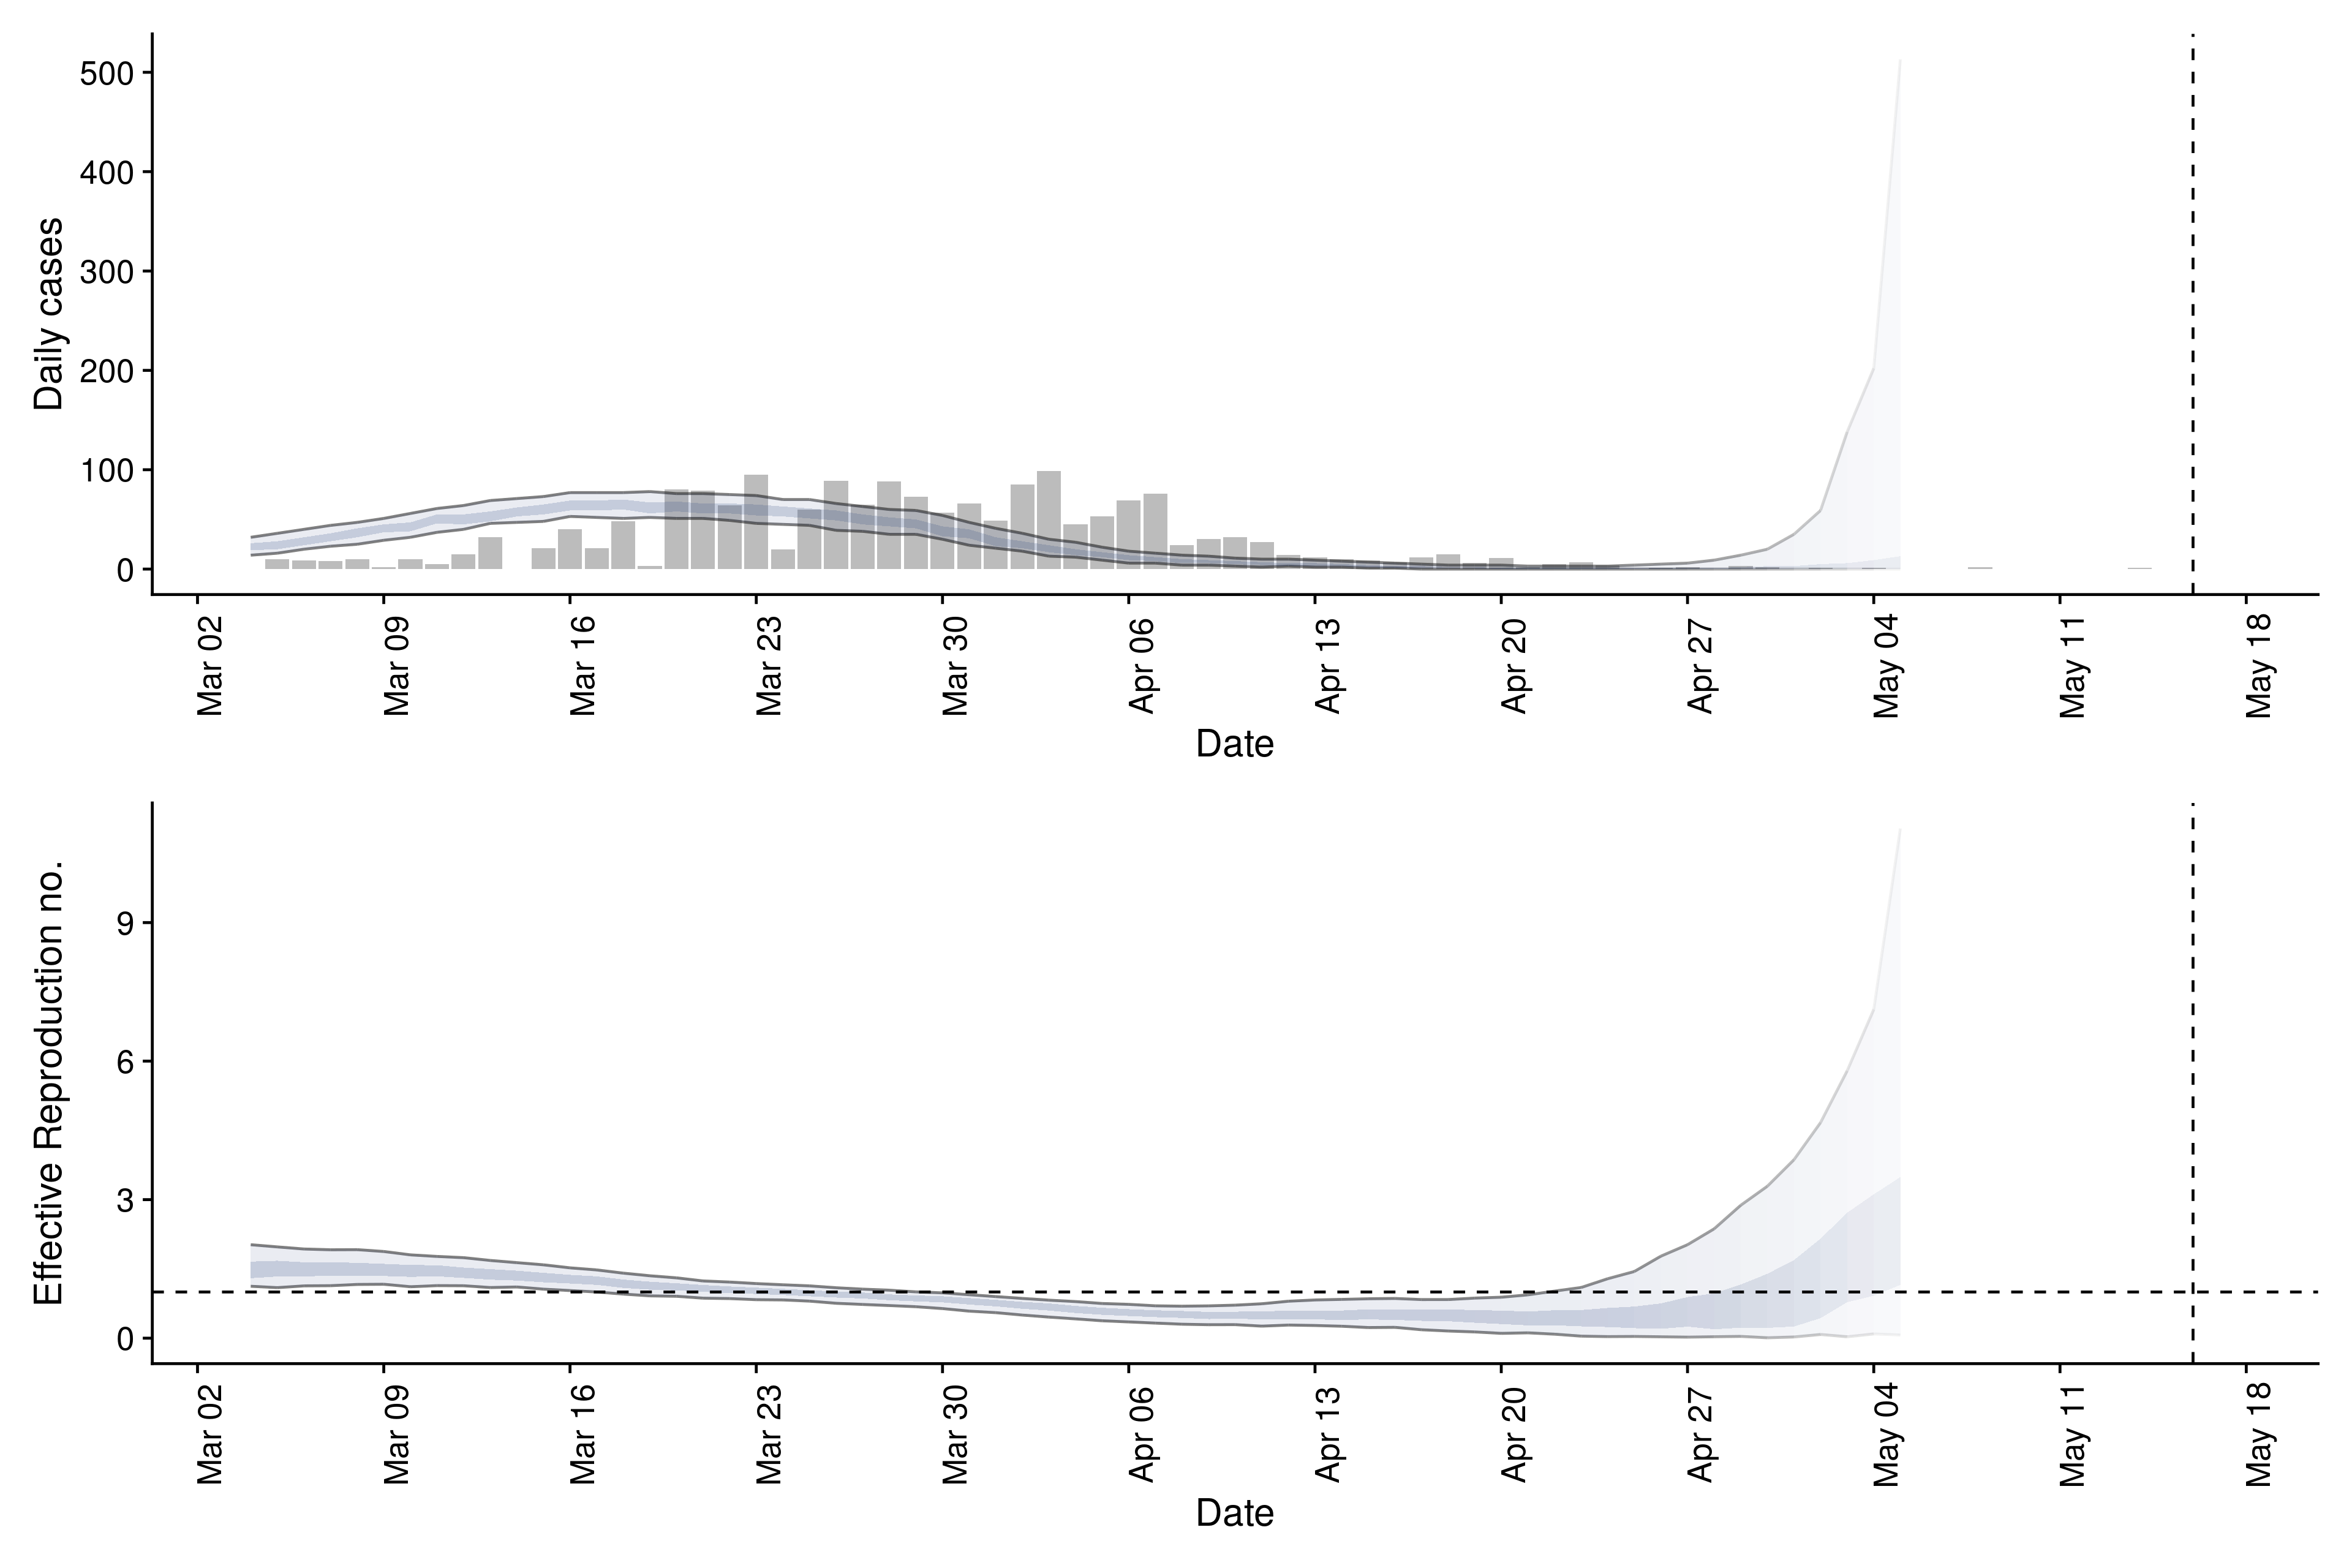 500
400
300
200
100
0
Daily cases
Mar 02
Mar 09
Mar 16
Mar 23
Mar 30
Apr 06
Apr 13
Apr 20
Apr 27
May 04
May 11
May 18
Date
9
6
3
0
Effective Reproduction no.
Mar 02
Mar 09
Mar 16
Mar 23
Mar 30
Apr 06
Apr 13
Apr 20
Apr 27
May 04
May 11
May 18
Date